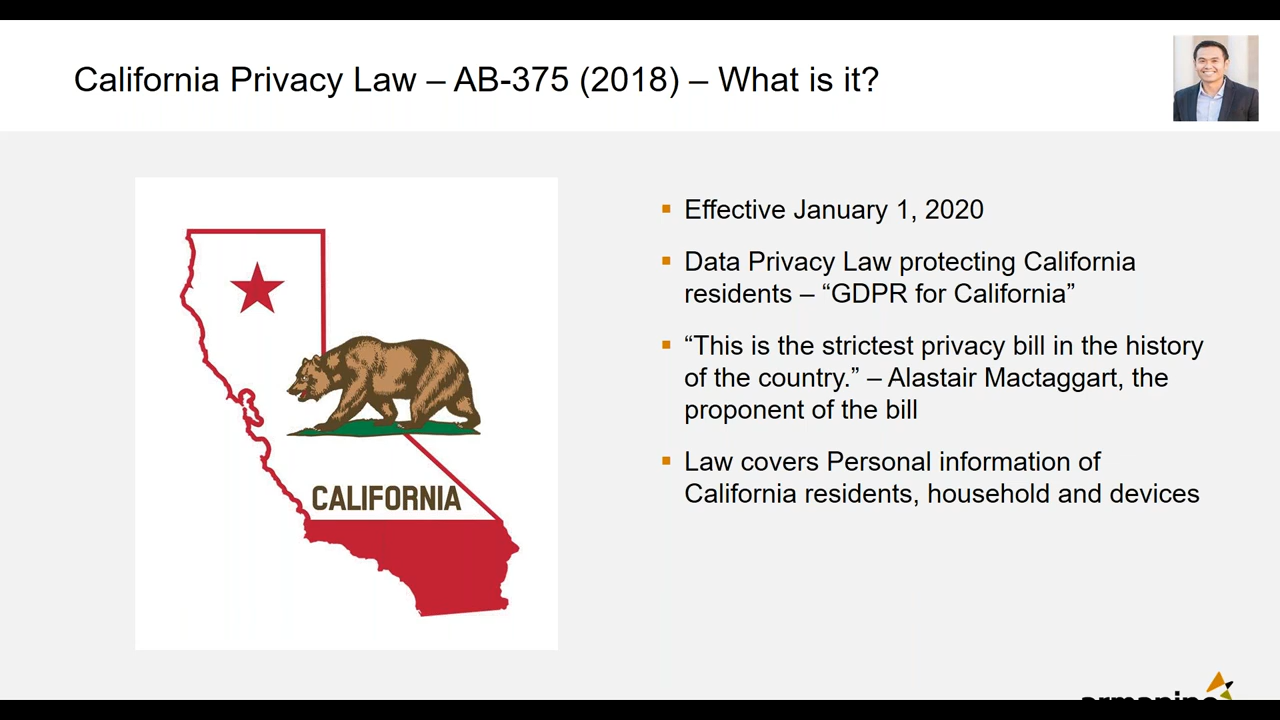 California Privacy Law – AB-375 (2018) – What is it?
CALIFORNIA
Effective January 1, 2020
Data Privacy Law protecting California
residents – “GDPR for California”
“This is the strictest privacy bill in the history
of the country.” – Alastair Mactaggart, the
proponent of the bill
Law covers Personal information of
California residents, household and devices